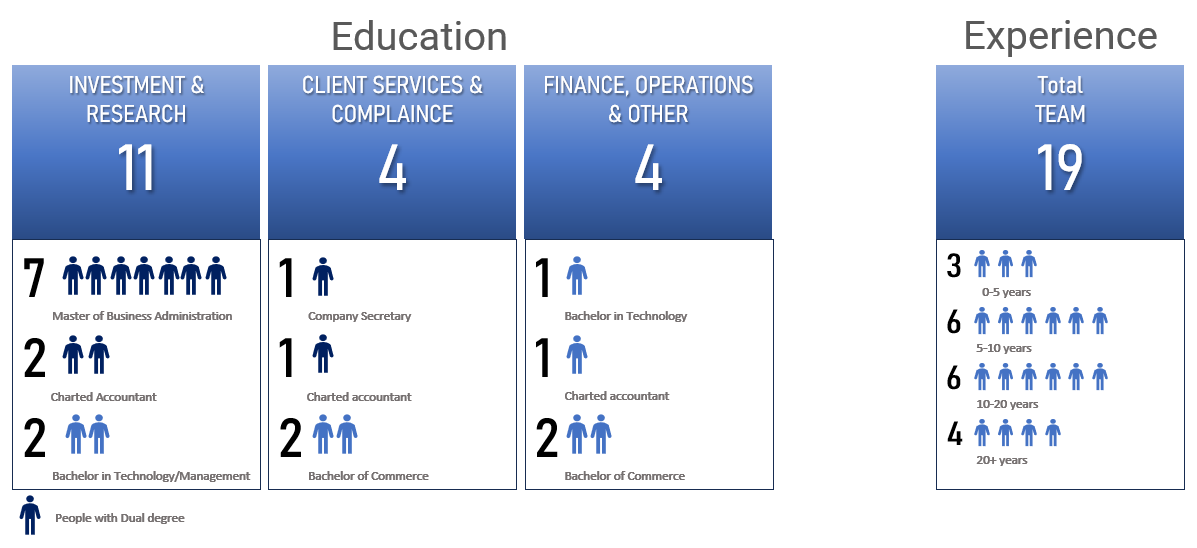 Education
Experience
INVESTMENT &
RESEARCH
11
CLIENT SERVICES &
COMPLAINCE
4
FINANCE, OPERATIONS
& OTHER
4
Total
TEAM
19
7
Master of Business Administration
2
Charted Accountant
2
Bachelor in Technology/Management
1
Company Secretary
1
Charted accountant
2
Bachelor of Commerce
1
Bachelor in Technology
1
Charted accountant
2
Bachelor of Commerce
3
0-5 years
6
5-10 years
6
10-20 years
4
20+ years
People with Dual degree